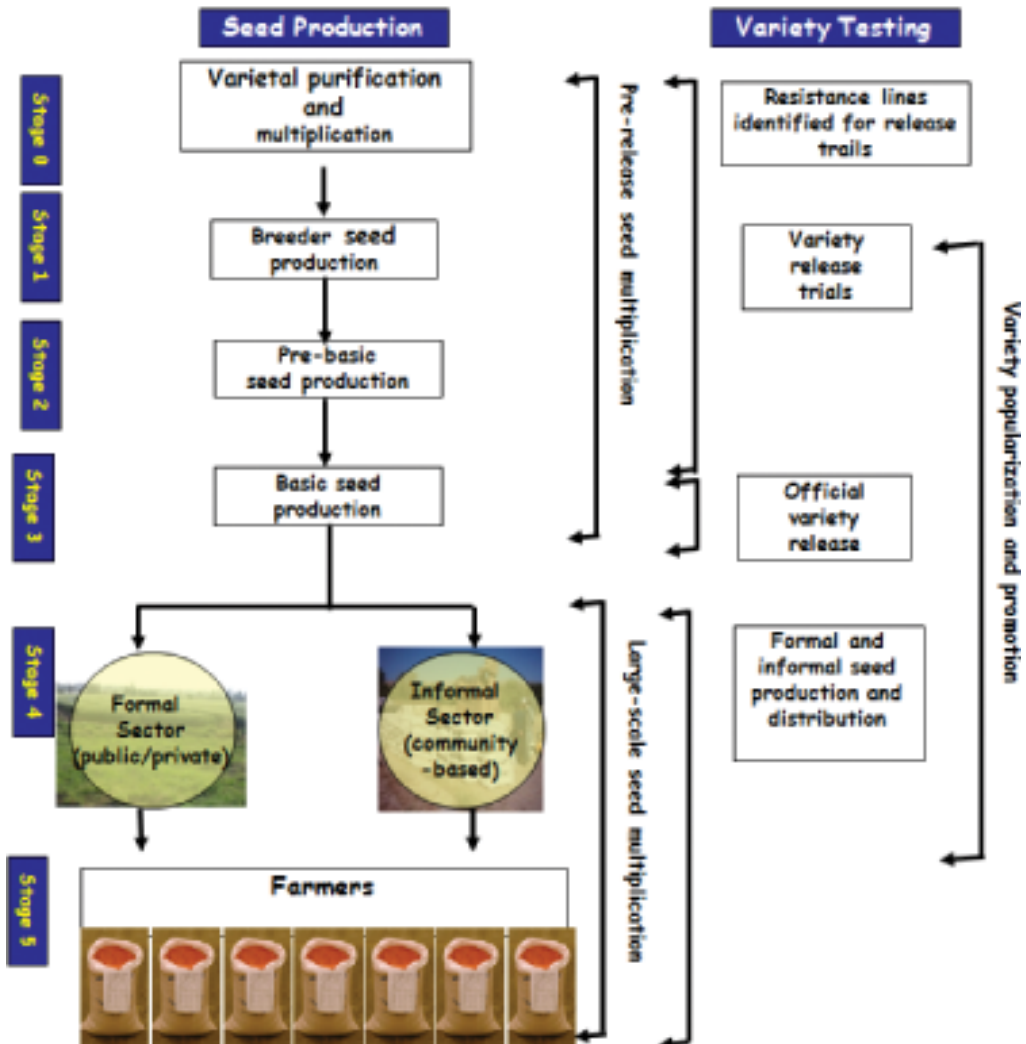 Seed Production
Variety Testing
Stage 0
Varietal purification
and
multiplication
Pre-release seed multiplication
Resistance lines
identified for release
trails
Stage 1
Breeder seed
production
Variety
release
trials
Stage 2
Pre-basic
seed production
Variety popularization and promotion
Stage 3
Basic seed
production
Official
variety
release
Stage 4
Formal
Sector
(public/private)
Informal
Sector
(community
-based)
Large-scale seed multiplication
Formal and
informal seed
production and
distribution
Stage 5
Farmers